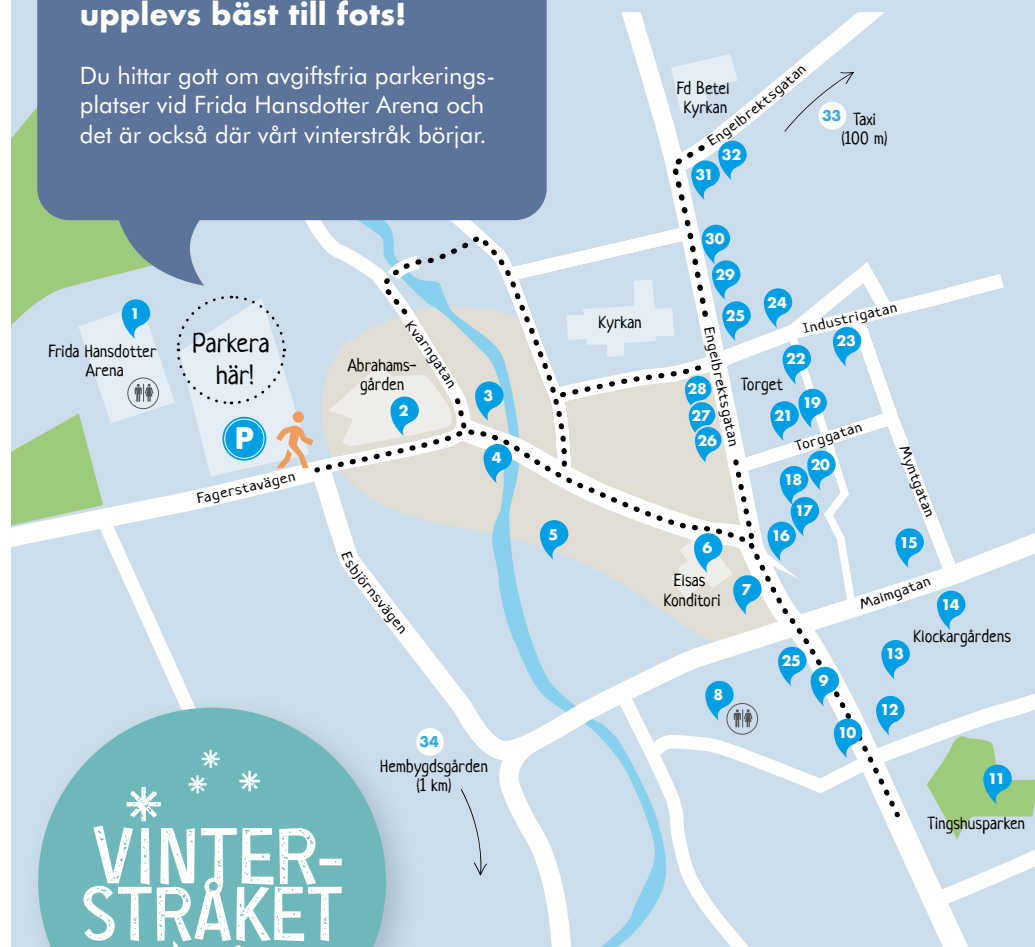 upplevs bäst till fots!
Du hittar gott om avgiftsfria parkerings-
platser vid Frida Hansdotter Arena och
det är också där vårt vinterstråk börjar.
Fd Betel
Kyrkan
Engelbrektsgatan
33
Taxi
(100 m)
32
31
30
29
25
24
Industrigatan
23
22
Torget
Kyrkan
Engelbrektsgatan
28
27
26
21
19
Torggatan
20
18
17
16
Myntgatan
15
Malmgatan
14
Klockargårdens
13
12
11
Tingshusparken
1
Frida Hansdotter
Arena
Parkera
här!
P
Fagerstavägen
Abrahams-
gården
2
Kvarngatan
3
4
5
6
Elsas
Konditori
7
25
9
8
10
Esbjörnsvägen
34
Hembygdsgården
(1 km)
VINTER-
STRÅKET